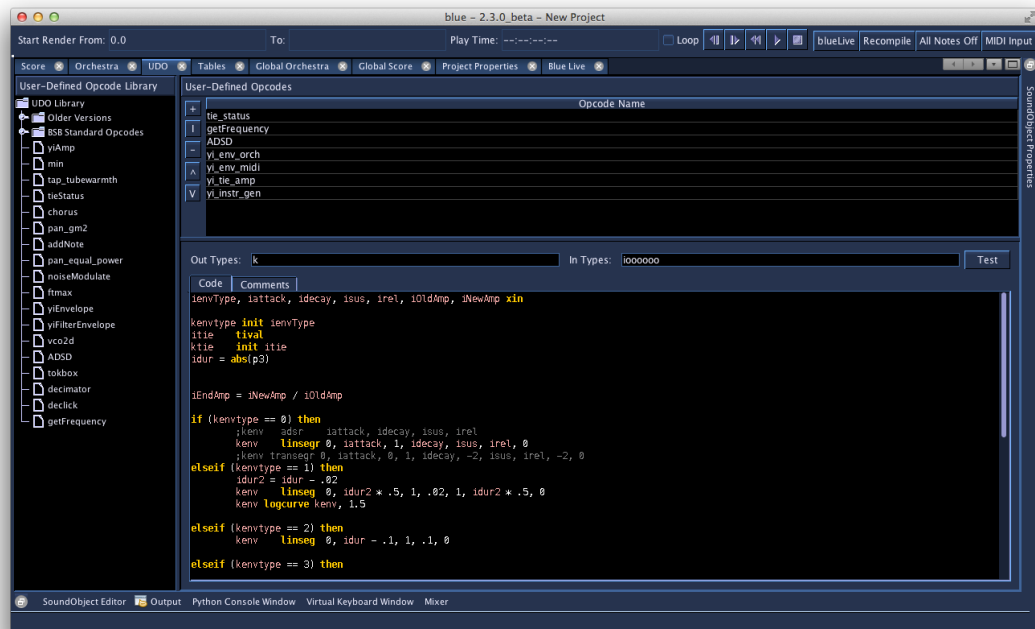 blue - 2.3.0_beta - New Project
Start Render From: 0.0 To: Play Time: --:--:--:-- Loop blueLive Recompile All Notes Off MIDI Input
Score Orchestra UDO Tables Global Orchestra Global Score Project Properties Blue Live
User-Defined Opcode Library
UDO Library
Older Versions
BSB Standard Opcodes
yiAmp
min
tap_tubewarmth
tieStatus
chorus
pan_gm2
addNote
pan_equal_power
noiseModulate
ftmax
yiEnvelope
yiFilterEnvelope
vco2d
ADSD
tokbox
decimator
declick
getFrequency
User-Defined Opcodes
+
I
-
^
V
Opcode Name
tie_status
getFrequency
ADSD
yi_env_orch
yi_env_midi
yi_tie_amp
yi_instr_gen
Out Types: k In Types: ioooooo Test
Code Comments
ienvType, iattack, idecay, isus, irel, iOldAmp, iNewAmp xin
kenvtype init ienvType
itie tival
ktie init itie
idur = abs(p3)
iEndAmp = iNewAmp / iOldAmp
if (kenvtype == 0) then
;kenv adsr iattack, idecay, isus, irel
kenv linsegr 0, iattack, 1, idecay, isus, irel, 0
;kenv transegr 0, iattack, 0, 1, idecay, -2, isus, irel, -2, 0
elseif (kenvtype == 1) then
idur2 = idur - .02
kenv linseg 0, idur2 * .5, 1, .02, 1, idur2 * .5, 0
kenv logcurve kenv, 1.5
elseif (kenvtype == 2) then
kenv linseg 0, idur - .1, 1, .1, 0
elseif (kenvtype == 3) then
SoundObject Properties
SoundObject Editor Output Python Console Window Virtual Keyboard Window Mixer